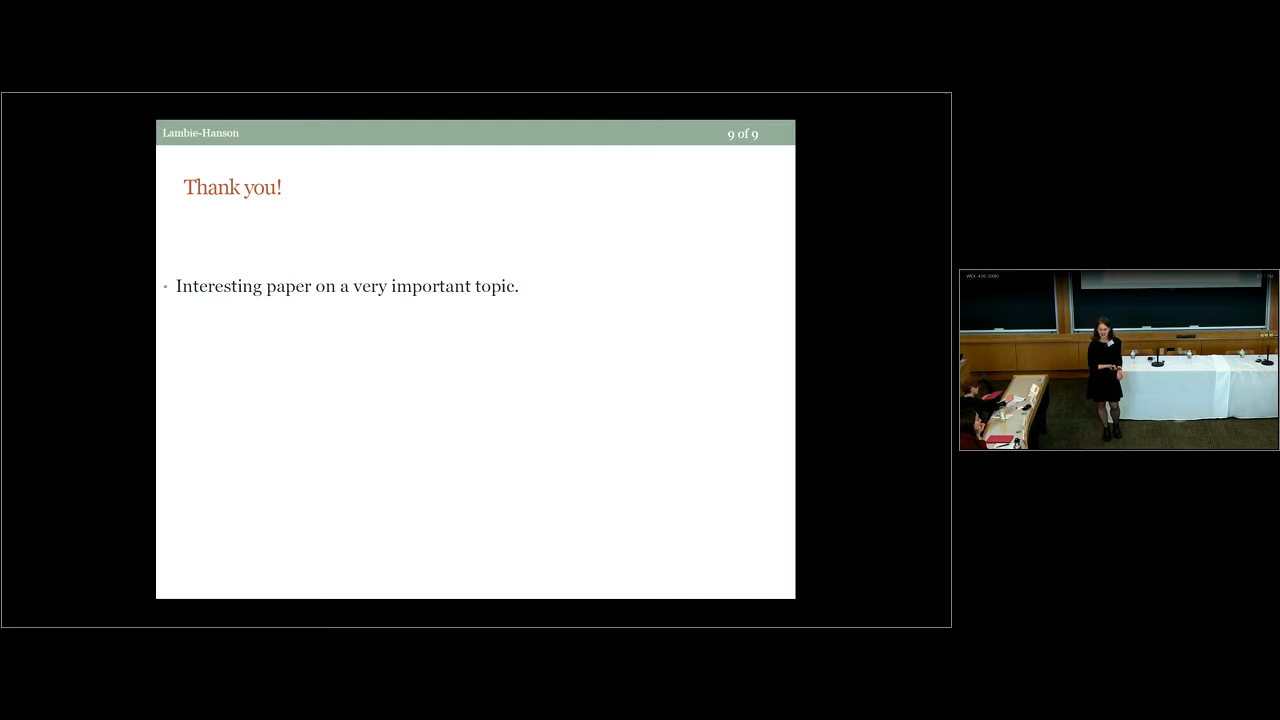 Lambie-Hanson
9 of 9
Thank you!
• Interesting paper on a very important topic.